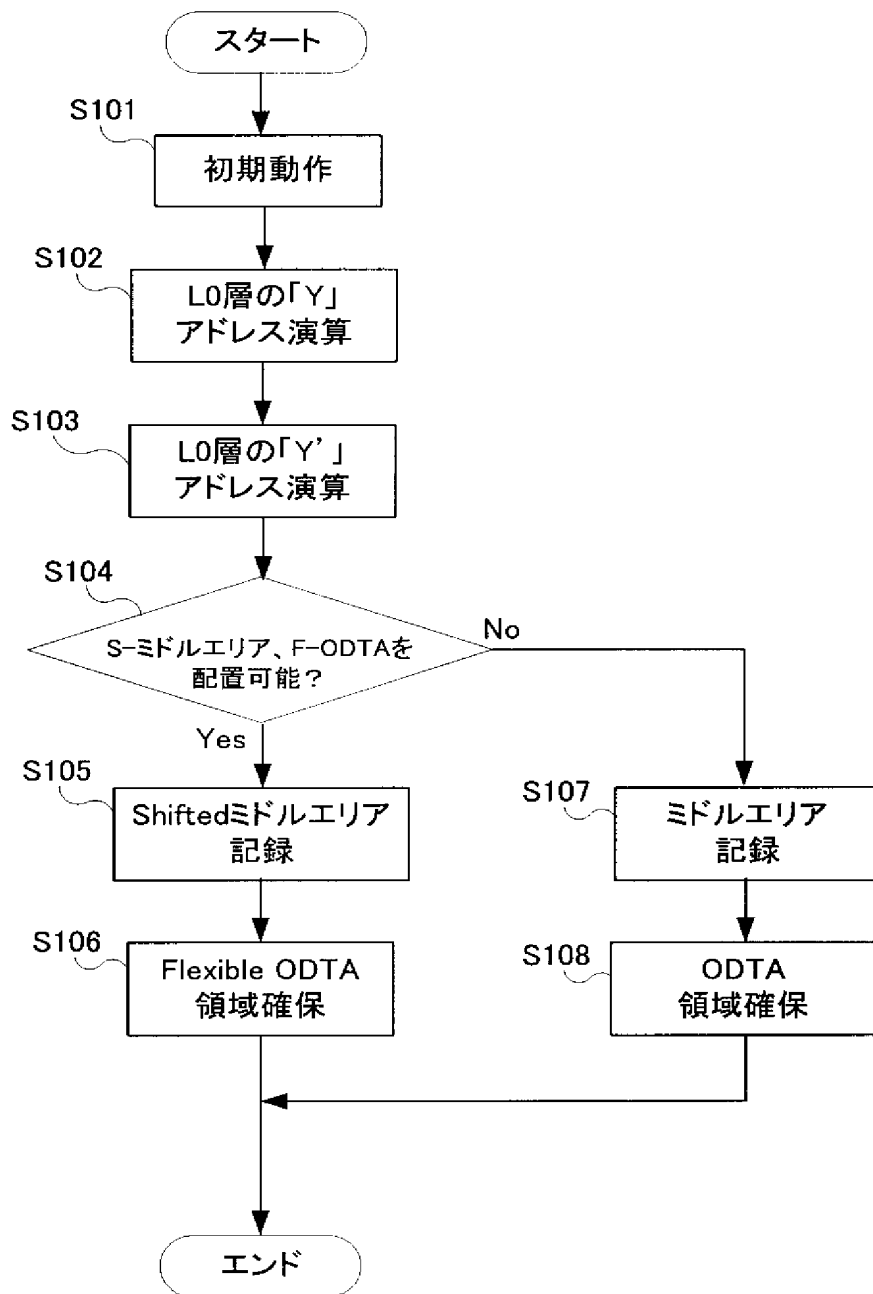 スタート
S101
初期動作
S102
L0層の「Y」
アドレス演算
S103
L0層の「Y'」
アドレス演算
S104
S-ミドルエリア、F-ODTAを
配置可能?
No
Yes
S105
Shiftedミドルエリア
記録
S107
ミドルエリア
記録
S106
Flexible ODTA
領域確保
S108
ODTA
領域確保
エンド